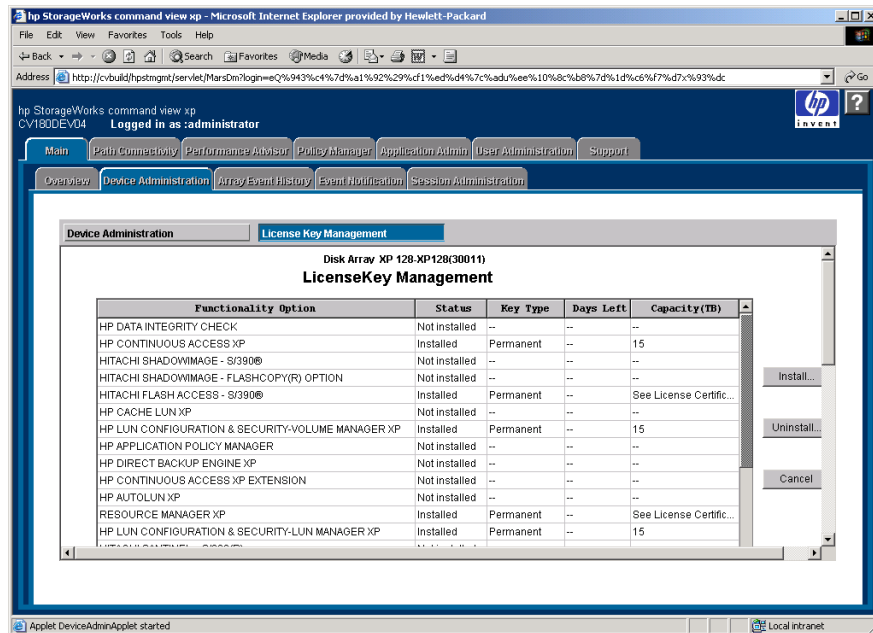 hp StorageWorks command view xp - Microsoft Internet Explorer provided by Hewlett-Packard
File Edit View Favorites Tools Help
Back Search Favorites Media
Address http://cvbuild/hpstmgmt/servlet/MarsDm?login=eQ%943%c4%7d%a1%92%29%cf1%ed%d4%7c%adu%ee%10%8c%b8%7d%1d%c6%f7%d7x%93%dc Go
hp StorageWorks command view xp
CV180DEV04 Logged in as :administrator
hp
invent
?
Main Path Connectivity Performance Advisor Policy Manager Application Admin User Administration Support
Overview Device Administration Array Event History Event Notification Session Administration
Device Administration License Key Management
Disk Array XP 128-XP128(30011)
LicenseKey Management
Functionality Option Status Key Type Days Left Capacity(TB)
HP DATA INTEGRITY CHECK Not installed -- -- --
HP CONTINUOUS ACCESS XP Installed Permanent -- 15
HITACHI SHADOWIMAGE - S/390® Not installed -- -- --
HITACHI SHADOWIMAGE - FLASHCOPY(R) OPTION Not installed -- -- --
HITACHI FLASH ACCESS - S/390® Installed Permanent -- See License Certific...
HP CACHE LUN XP Not installed -- -- --
HP LUN CONFIGURATION & SECURITY-VOLUME MANAGER XP Installed Permanent -- 15
HP APPLICATION POLICY MANAGER Not installed -- -- --
HP DIRECT BACKUP ENGINE XP Not installed -- -- --
HP CONTINUOUS ACCESS XP EXTENSION Not installed -- -- --
HP AUTOLUN XP Not installed -- -- --
RESOURCE MANAGER XP Installed Permanent -- See License Certific...
HP LUN CONFIGURATION & SECURITY-LUN MANAGER XP Installed Permanent -- 15
Install...
Uninstall...
Cancel
Applet DeviceAdminApplet started Local intranet